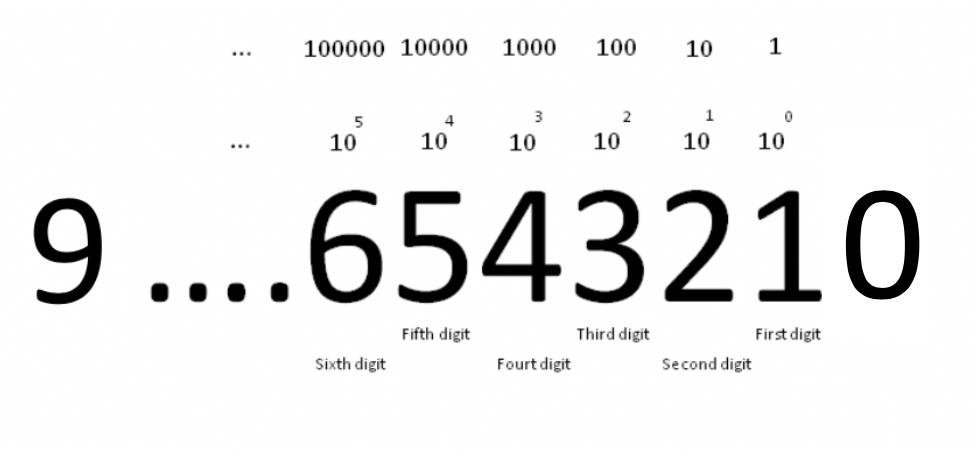 ... 100000 10000 1000 100 10 1
5 4 3 2 1 0
... 10 10 10 10 10 10
9 ....6543210
Fifth digit Third digit First digit
Sixth digit Fourt digit Second digit